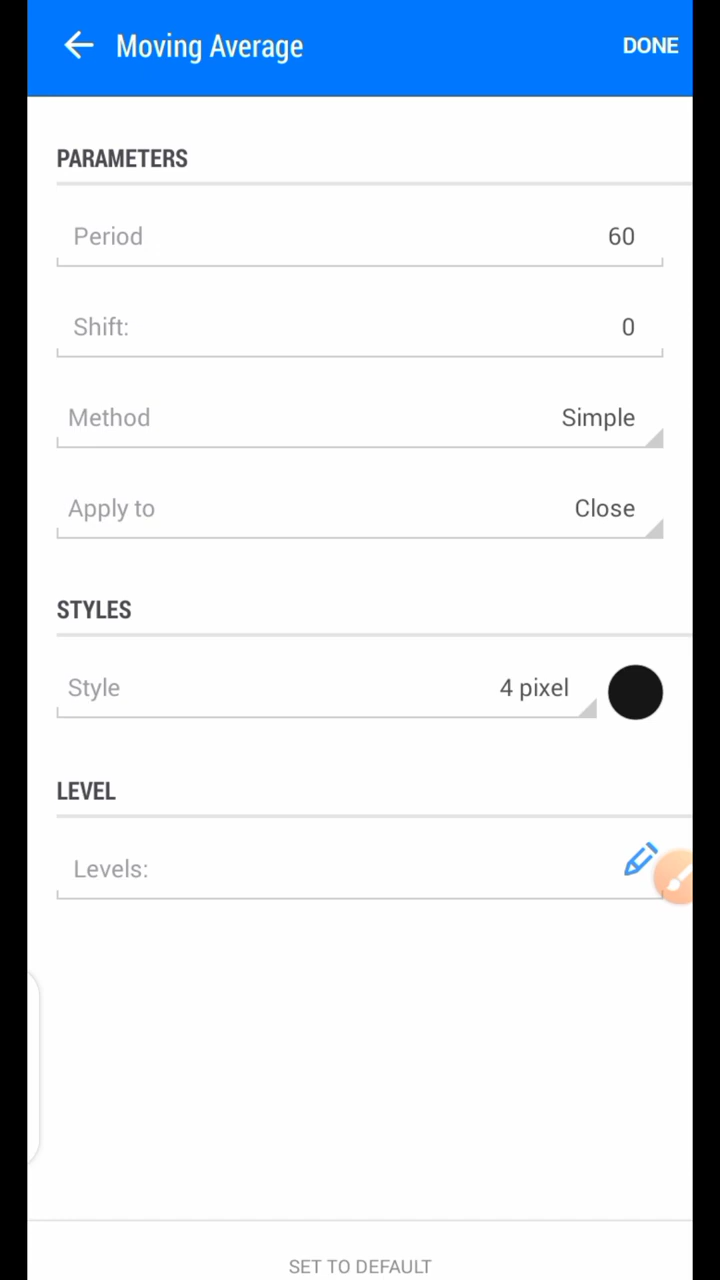 Moving Average DONE
PARAMETERS
Period 60
Shift: 0
Method Simple
Apply to Close
STYLES
Style 4 pixel
LEVEL
Levels:
SET TO DEFAULT